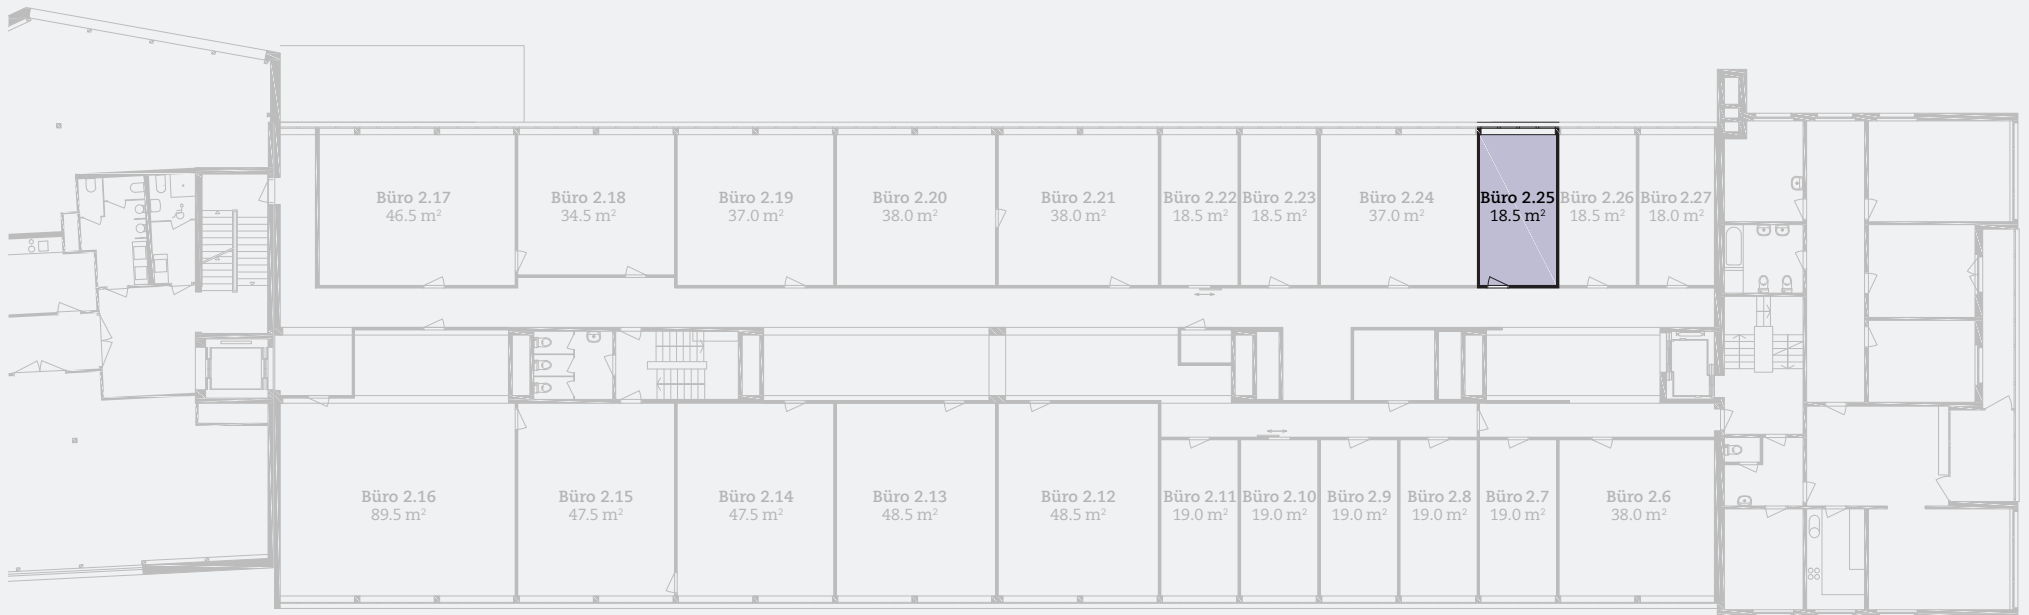 Büro 2.17
46.5 m²
Büro 2.18
34.5 m²
Büro 2.19
37.0 m²
Büro 2.20
38.0 m²
Büro 2.21
38.0 m²
Büro 2.22
18.5 m²
Büro 2.23
18.5 m²
Büro 2.24
37.0 m²
Büro 2.25
18.5 m²
Büro 2.26
18.5 m²
Büro 2.27
18.0 m²
Büro 2.16
89.5 m²
Büro 2.15
47.5 m²
Büro 2.14
47.5 m²
Büro 2.13
48.5 m²
Büro 2.12
48.5 m²
Büro 2.11
19.0 m²
Büro 2.10
19.0 m²
Büro 2.9
19.0 m²
Büro 2.8
19.0 m²
Büro 2.7
19.0 m²
Büro 2.6
38.0 m²